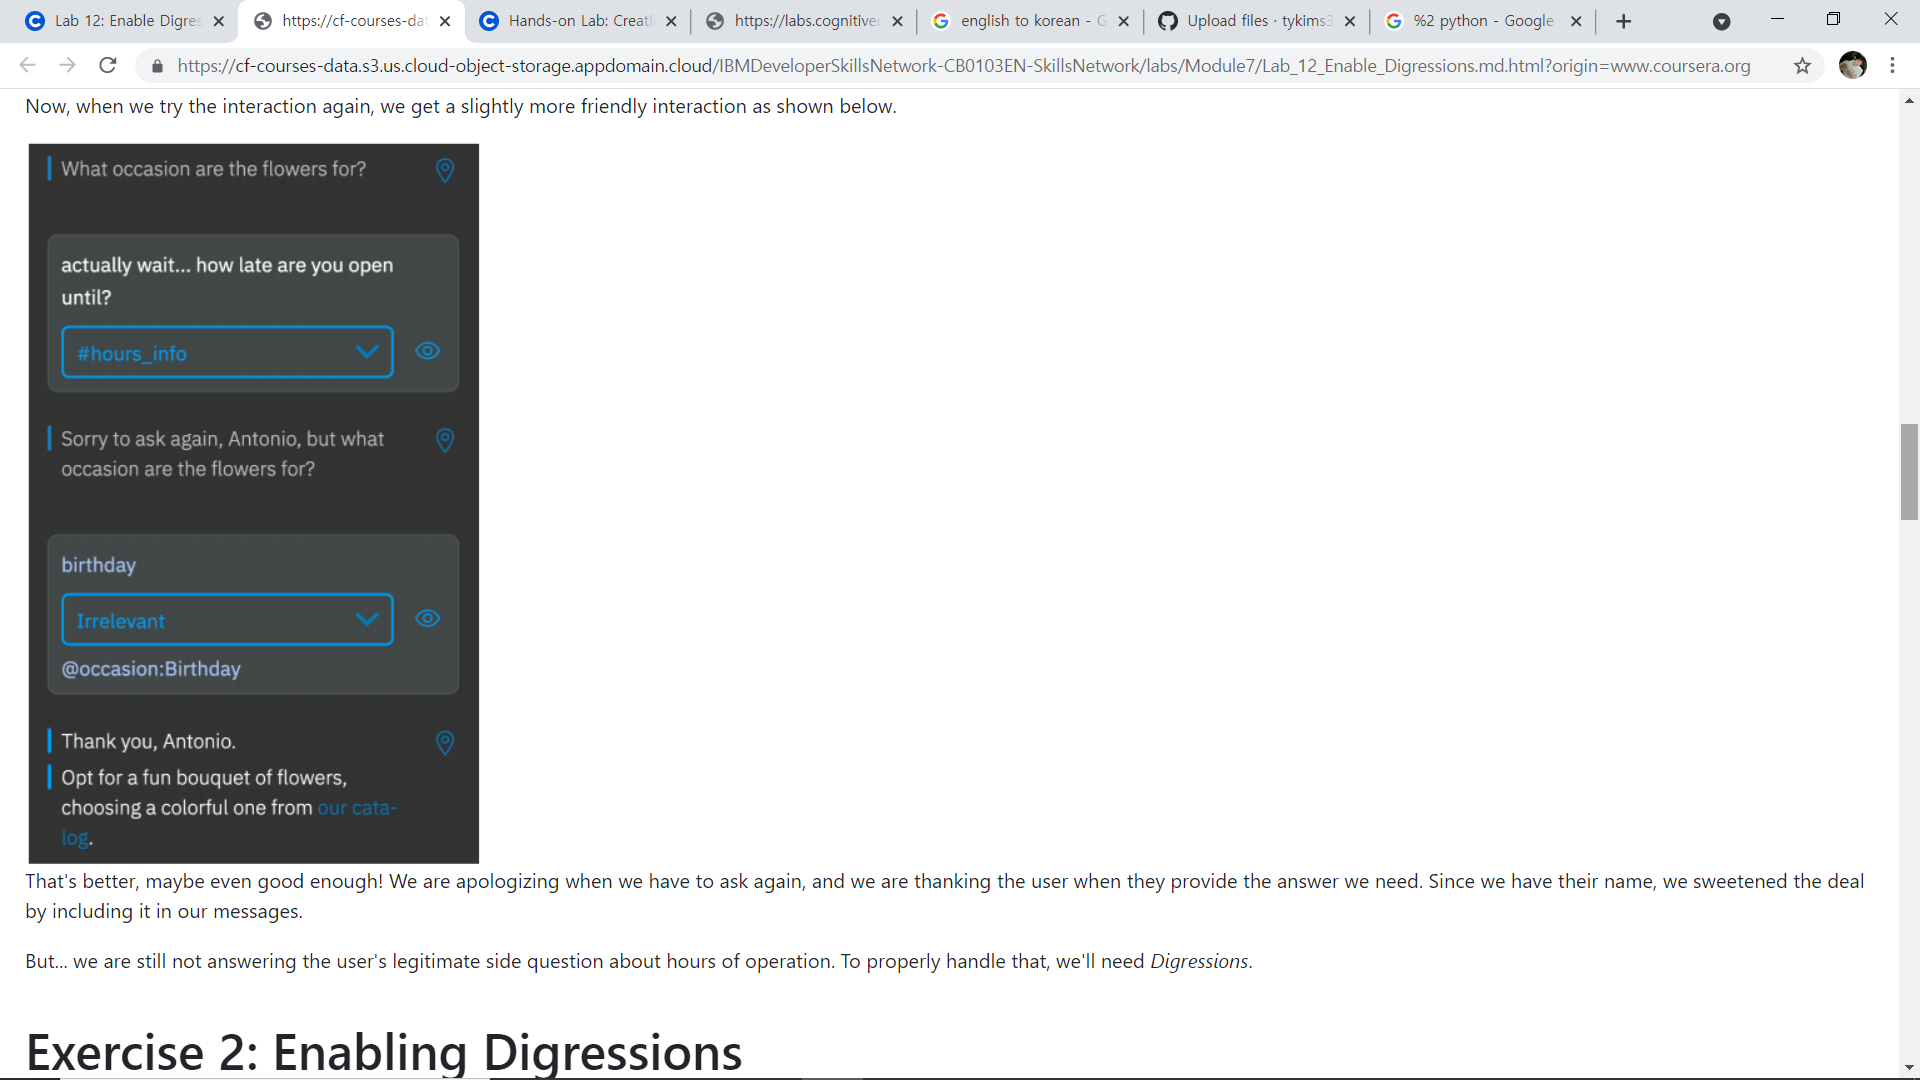 Lab 12: Enable Digres
https://cf-courses-dat
Hands-on Lab: Creati
https://labs.cognitivec
english to korean - G
Upload files · tykims3
%2 python - Google
https://cf-courses-data.s3.us.cloud-object-storage.appdomain.cloud/IBMDeveloperSkillsNetwork-CB0103EN-SkillsNetwork/labs/Module7/Lab_12_Enable_Digressions.md.html?origin=www.coursera.org
Now, when we try the interaction again, we get a slightly more friendly interaction as shown below.
What occasion are the flowers for?
actually wait... how late are you open
until?
#hours_info
Sorry to ask again, Antonio, but what
occasion are the flowers for?
birthday
Irrelevant
@occasion:Birthday
Thank you, Antonio.
Opt for a fun bouquet of flowers,
choosing a colorful one from our cata-
log.
That's better, maybe even good enough! We are apologizing when we have to ask again, and we are thanking the user when they provide the answer we need. Since we have their name, we sweetened the deal
by including it in our messages.
But... we are still not answering the user's legitimate side question about hours of operation. To properly handle that, we'll need Digressions.
Exercise 2: Enabling Digressions